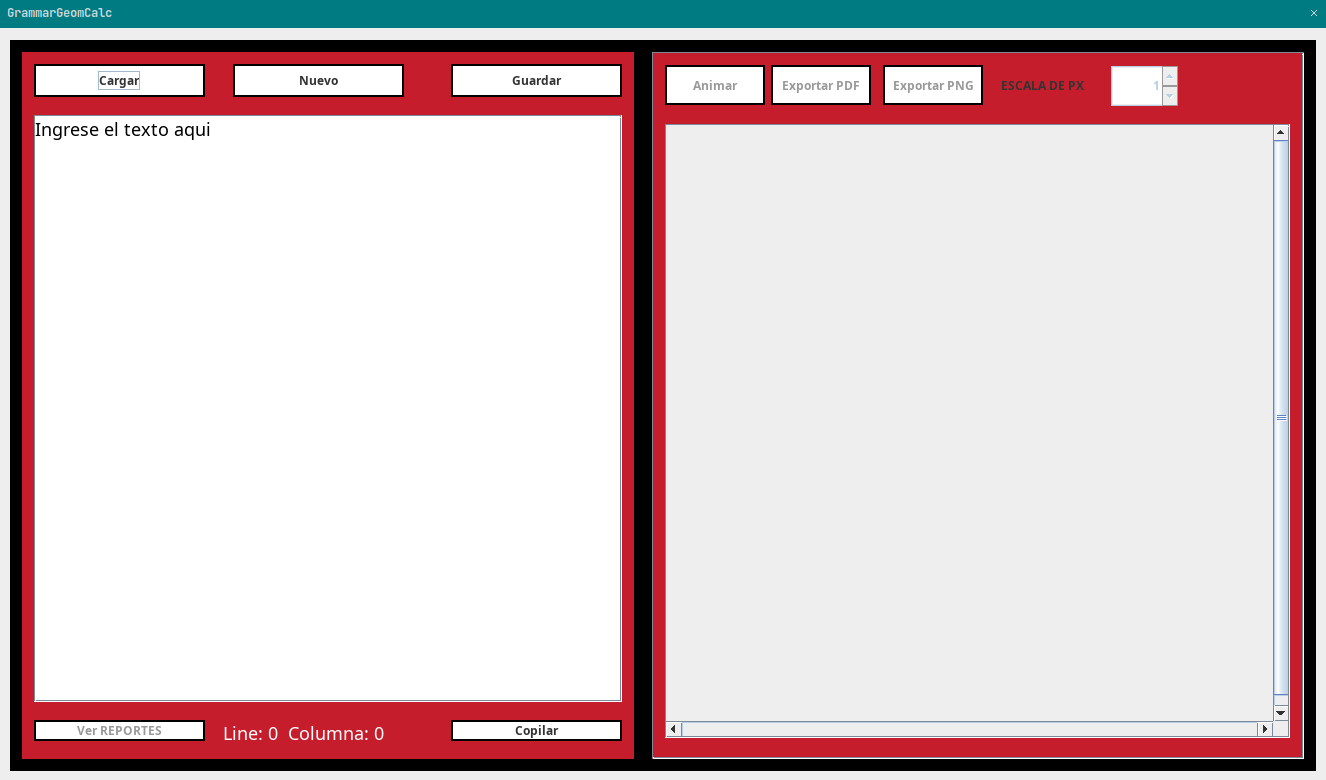 GrammarGeomCalc ×
Cargar Nuevo Guardar
Ingrese el texto aqui
Ver REPORTES Line: 0 Columna: 0 Copilar
Animar Exportar PDF Exportar PNG ESCALA DE PX 1